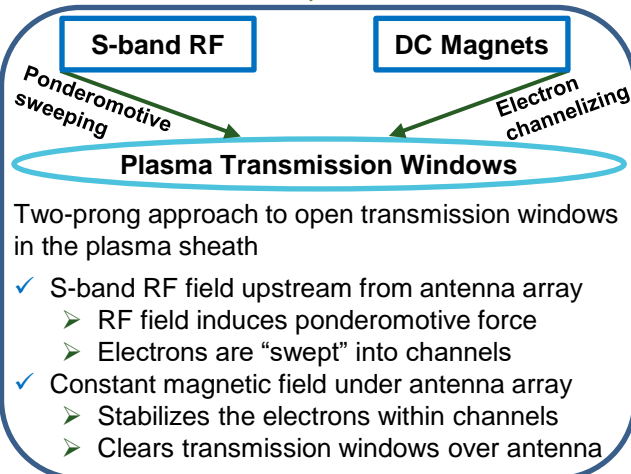 S-band RF
DC Magnets
Ponderomotive
sweeping
Electron
channelizing
Plasma Transmission Windows
Two-prong approach to open transmission windows
in the plasma sheath
✓ S-band RF field upstream from antenna array
➢ RF field induces ponderomotive force
➢ Electrons are “swept” into channels
✓ Constant magnetic field under antenna array
➢ Stabilizes the electrons within channels
➢ Clears transmission windows over antenna